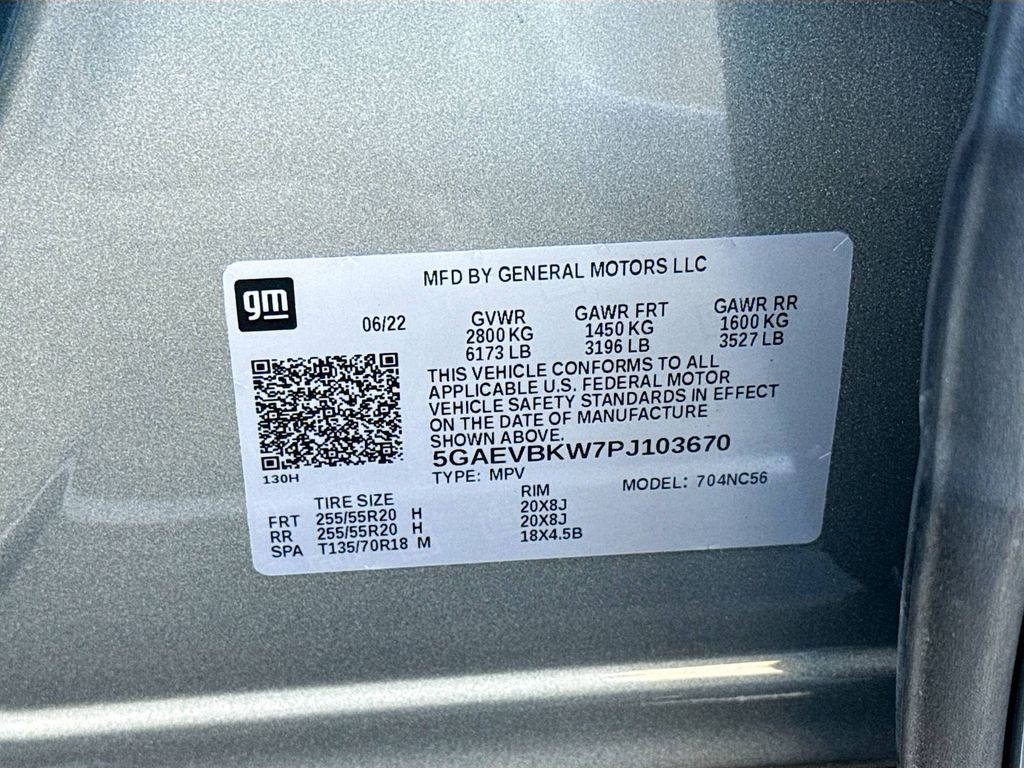 gm
MFD BY GENERAL MOTORS LLC
06/22
GVWR
2800 KG
6173 LB
GAWR FRT
1450 KG
3196 LB
GAWR RR
1600 KG
3527 LB
THIS VEHICLE CONFORMS TO ALL
APPLICABLE U.S. FEDERAL MOTOR
VEHICLE SAFETY STANDARDS IN EFFECT
ON THE DATE OF MANUFACTURE
SHOWN ABOVE.
5GAEVBKW7PJ103670
TYPE: MPV
MODEL: 704NC56
130H
TIRE SIZE RIM
FRT 255/55R20 H 20X8J
RR 255/55R20 H 20X8J
SPA T135/70R18 M 18X4.5B